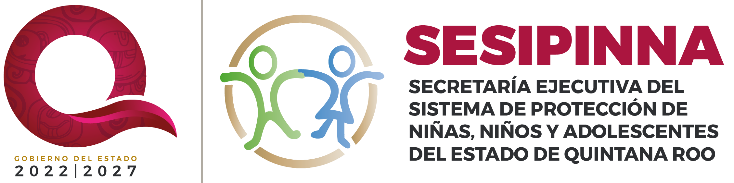 GOBIERNO DEL ESTADO
2022 | 2027
SESIPINNA
SECRETARÍA EJECUTIVA DEL
SISTEMA DE PROTECCIÓN DE
NIÑAS, NIÑOS Y ADOLESCENTES
DEL ESTADO DE QUINTANA ROO